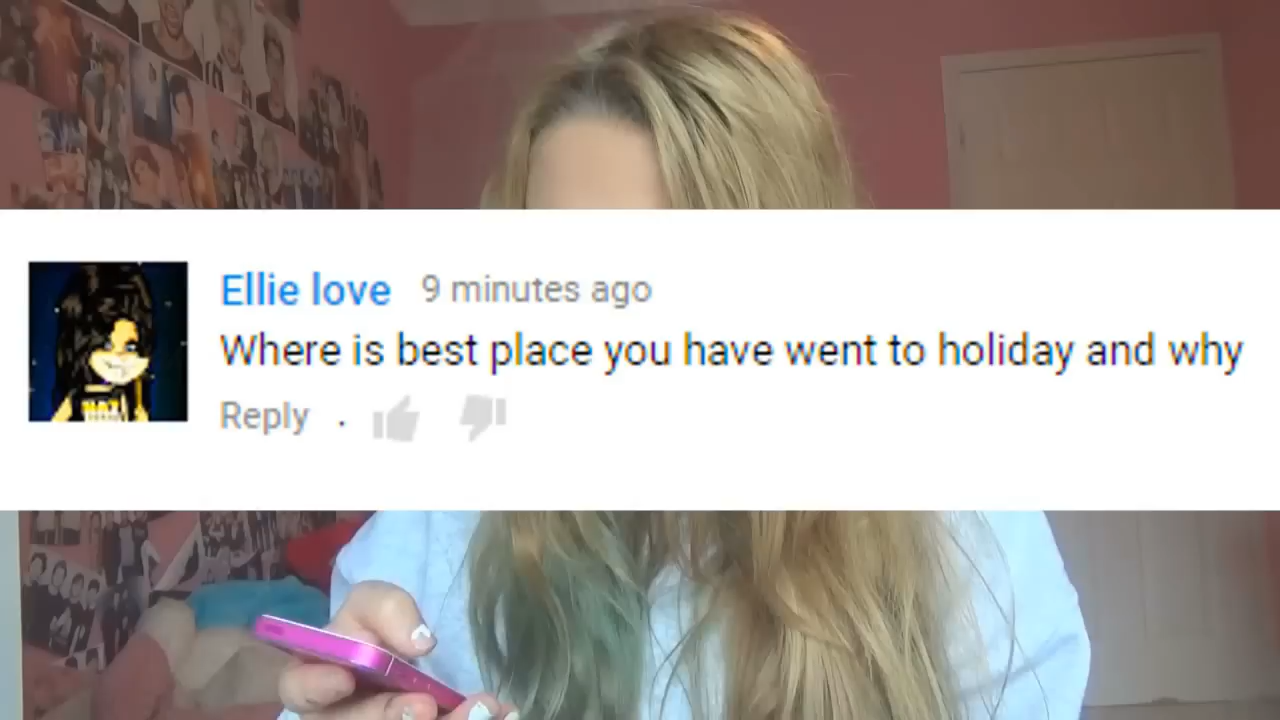 Ellie love 9 minutes ago
Where is best place you have went to holiday and why
Reply .